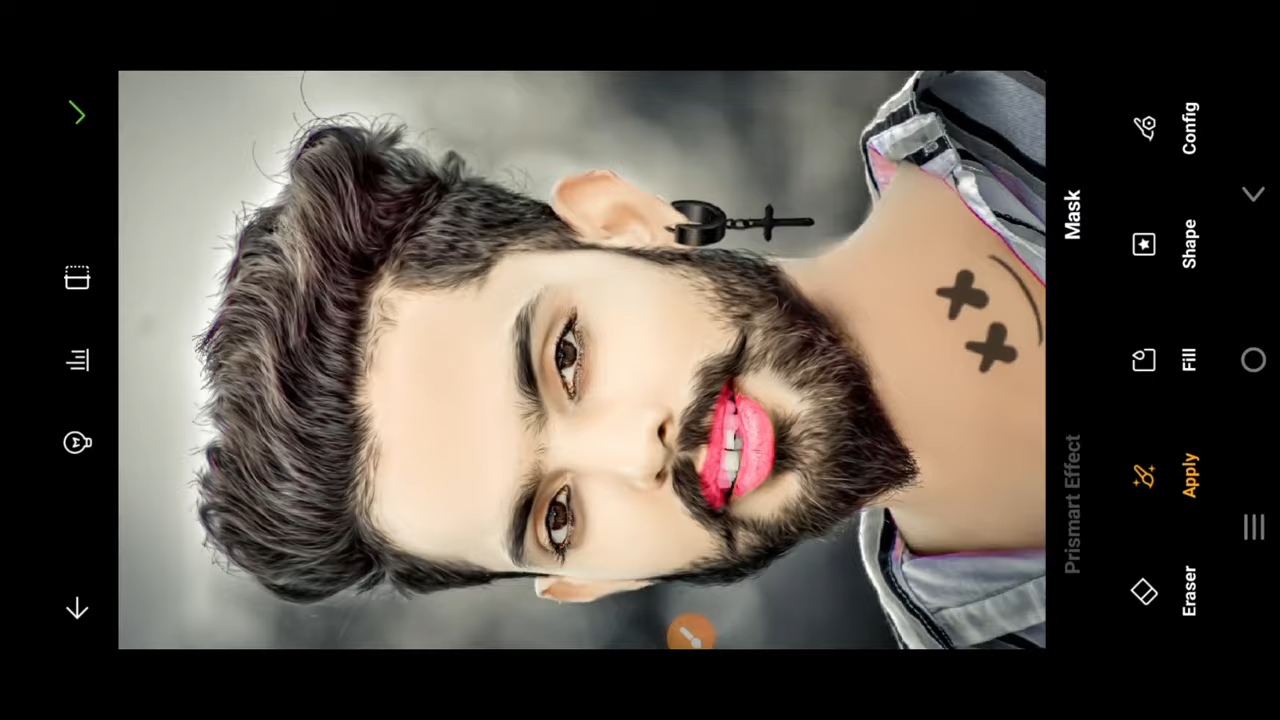 Prismart Effect
Mask
Eraser
Apply
Fill
Shape
Config